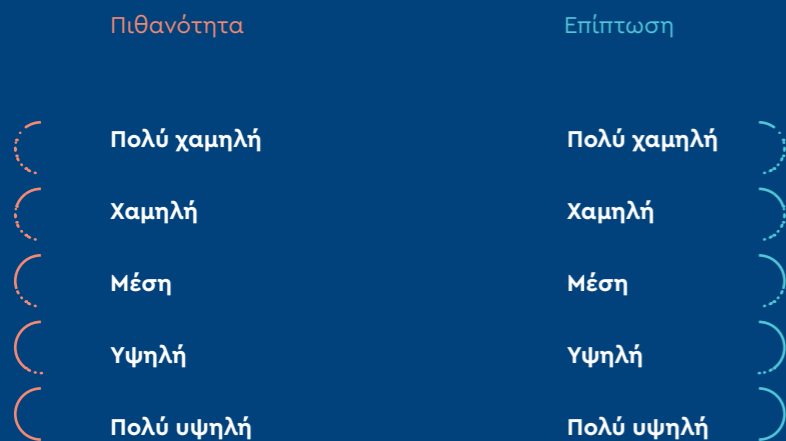 Πιθανότητα Επίπτωση
Πολύ χαμηλή Πολύ χαμηλή
Χαμηλή Χαμηλή
Μέση Μέση
Υψηλή Υψηλή
Πολύ υψηλή Πολύ υψηλή